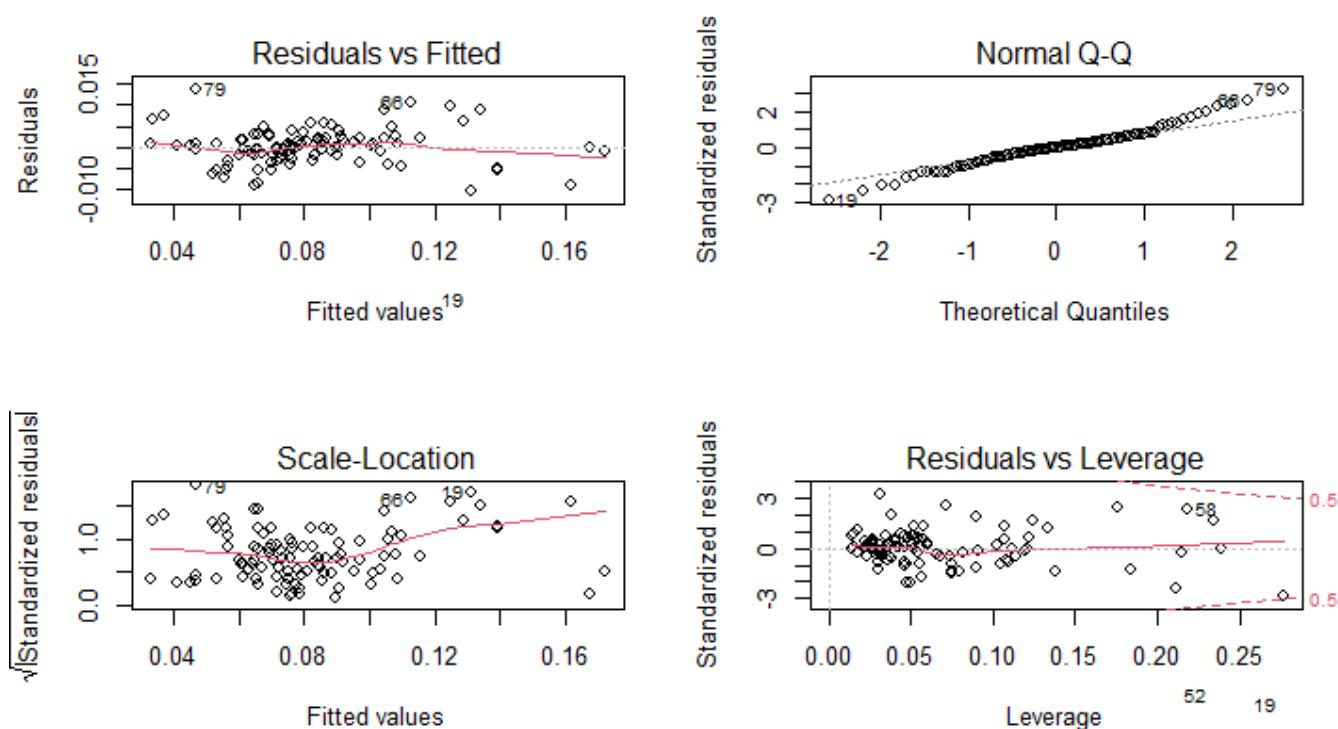 Residuals vs Fitted
Residuals
0.015
-0.010
79
66
0.04 0.08 0.12 0.16
Fitted values
19
Normal Q-Q
Standardized residuals
2
0
-3
79
66
19
-2 -1 0 1 2
Theoretical Quantiles
Scale-Location
√|Standardized residuals|
1.0
0.0
79
66
19
0.04 0.08 0.12 0.16
Fitted values
Residuals vs Leverage
Standardized residuals
3
0
-3
58
0.5
0.5
0.00 0.05 0.10 0.15 0.20 0.25
52
19
Leverage